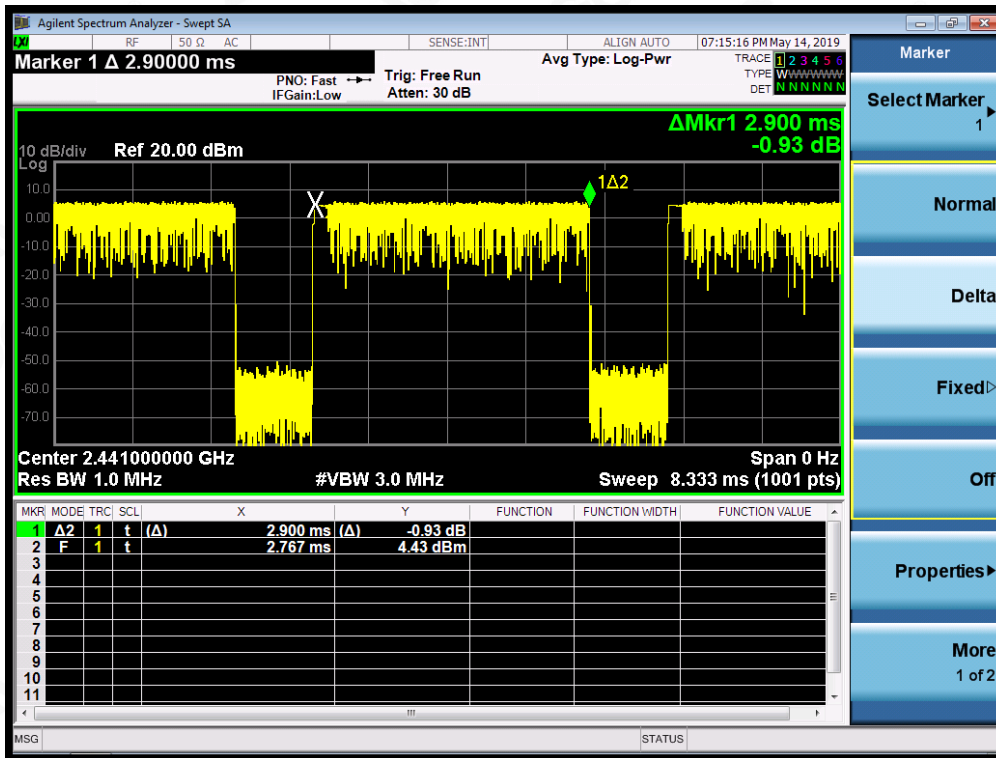 Agilent Spectrum Analyzer - Swept SA
LXI RF 50 Ω AC SENSE:INT ALIGN AUTO 07:15:16 PM May 14, 2019
Marker 1 Δ 2.90000 ms
PNO: Fast
IFGain:Low
Trig: Free Run
Atten: 30 dB
Avg Type: Log-Pwr
TRACE 1 2 3 4 5 6
TYPE WWWWWWW
DET N N N N N N
ΔMkr1 2.900 ms
-0.93 dB
10 dB/div Ref 20.00 dBm
Log
10.0
0.00
-10.0
-20.0
-30.0
-40.0
-50.0
-60.0
-70.0
X
1Δ2
Center 2.441000000 GHz Span 0 Hz
Res BW 1.0 MHz #VBW 3.0 MHz Sweep 8.333 ms (1001 pts)
MKR MODE TRC SCL X Y FUNCTION FUNCTION WIDTH FUNCTION VALUE
1 Δ2 1 t (Δ) 2.900 ms (Δ) -0.93 dB
2 F 1 t 2.767 ms 4.43 dBm
3
4
5
6
7
8
9
10
11
MSG STATUS
Marker
Select Marker
1
Normal
Delta
Fixed
Off
Properties
More
1 of 2